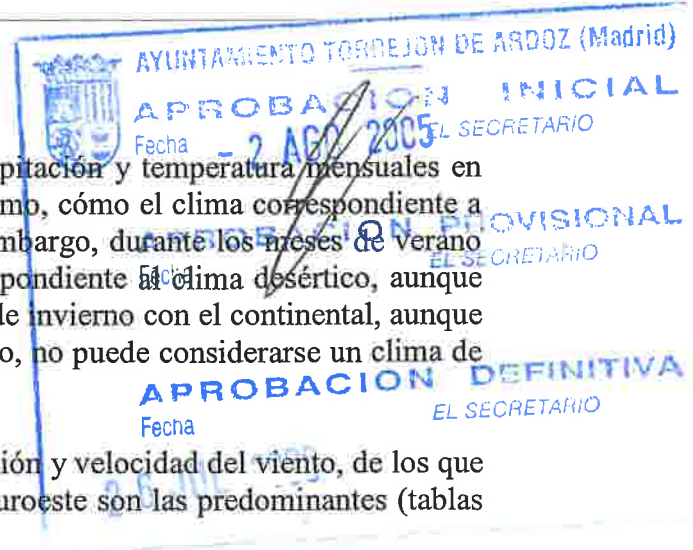 AYUNTAMIENTO TORREJON DE ARDOZ (Madrid)
APROBACION INICIAL
Fecha - 2 AGO 2005 EL SECRETARIO
pitación y temperatura mensuales en
mo, cómo el clima correspondiente a
APROBACION PROVISIONAL
mbargo, durante los meses de verano
Fecha EL SECRETARIO
pondiente al clima desértico, aunque
de invierno con el continental, aunque
o, no puede considerarse un clima de
APROBACION DEFINITIVA
Fecha EL SECRETARIO
ión y velocidad del viento, de los que
uroeste son las predominantes (tablas